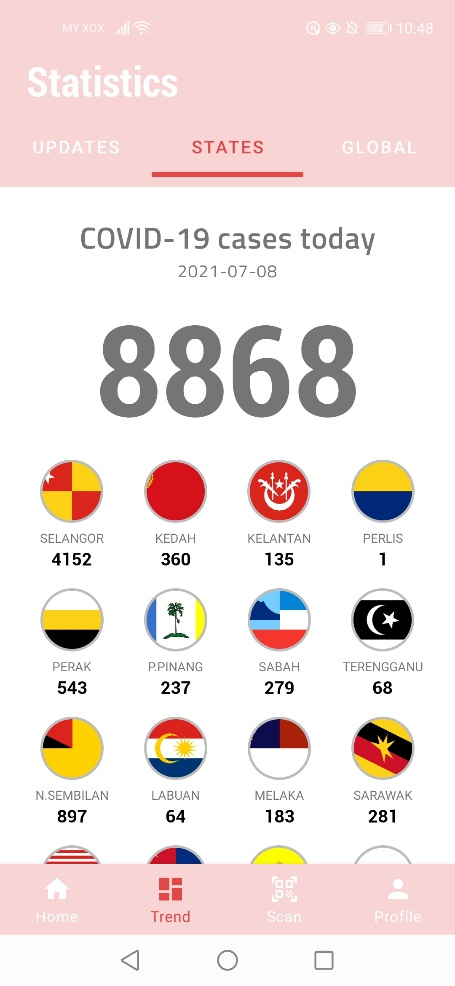 MY XOX 10:48
Statistics
UPDATES STATES GLOBAL
COVID-19 cases today
2021-07-08
8868
SELANGOR KEDAH KELANTAN PERLIS
4152 360 135 1
PERAK P.PINANG SABAH TERENGGANU
543 237 279 68
N.SEMBILAN LABUAN MELAKA SARAWAK
897 64 183 281
Home Trend Scan Profile